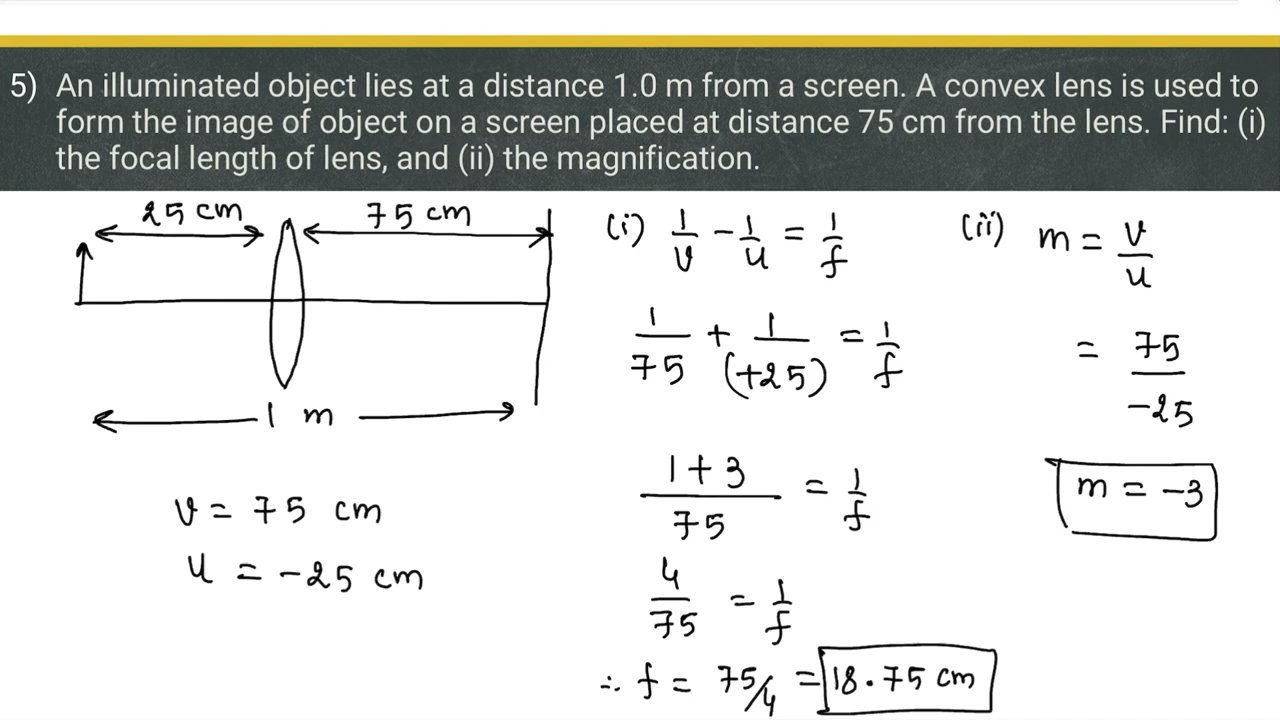 5) An illuminated object lies at a distance 1.0 m from a screen. A convex lens is used to
form the image of object on a screen placed at distance 75 cm from the lens. Find: (i)
the focal length of lens, and (ii) the magnification.
25 cm
75 cm
1 m
v = 75 cm
u = -25 cm
(i) 1/v - 1/u = 1/f
1/75 + 1/(+25) = 1/f
1+3/75 = 1/f
4/75 = 1/f
∴ f = 75/4 = 18.75 cm
(ii) m = v/u
= 75/-25
m = -3